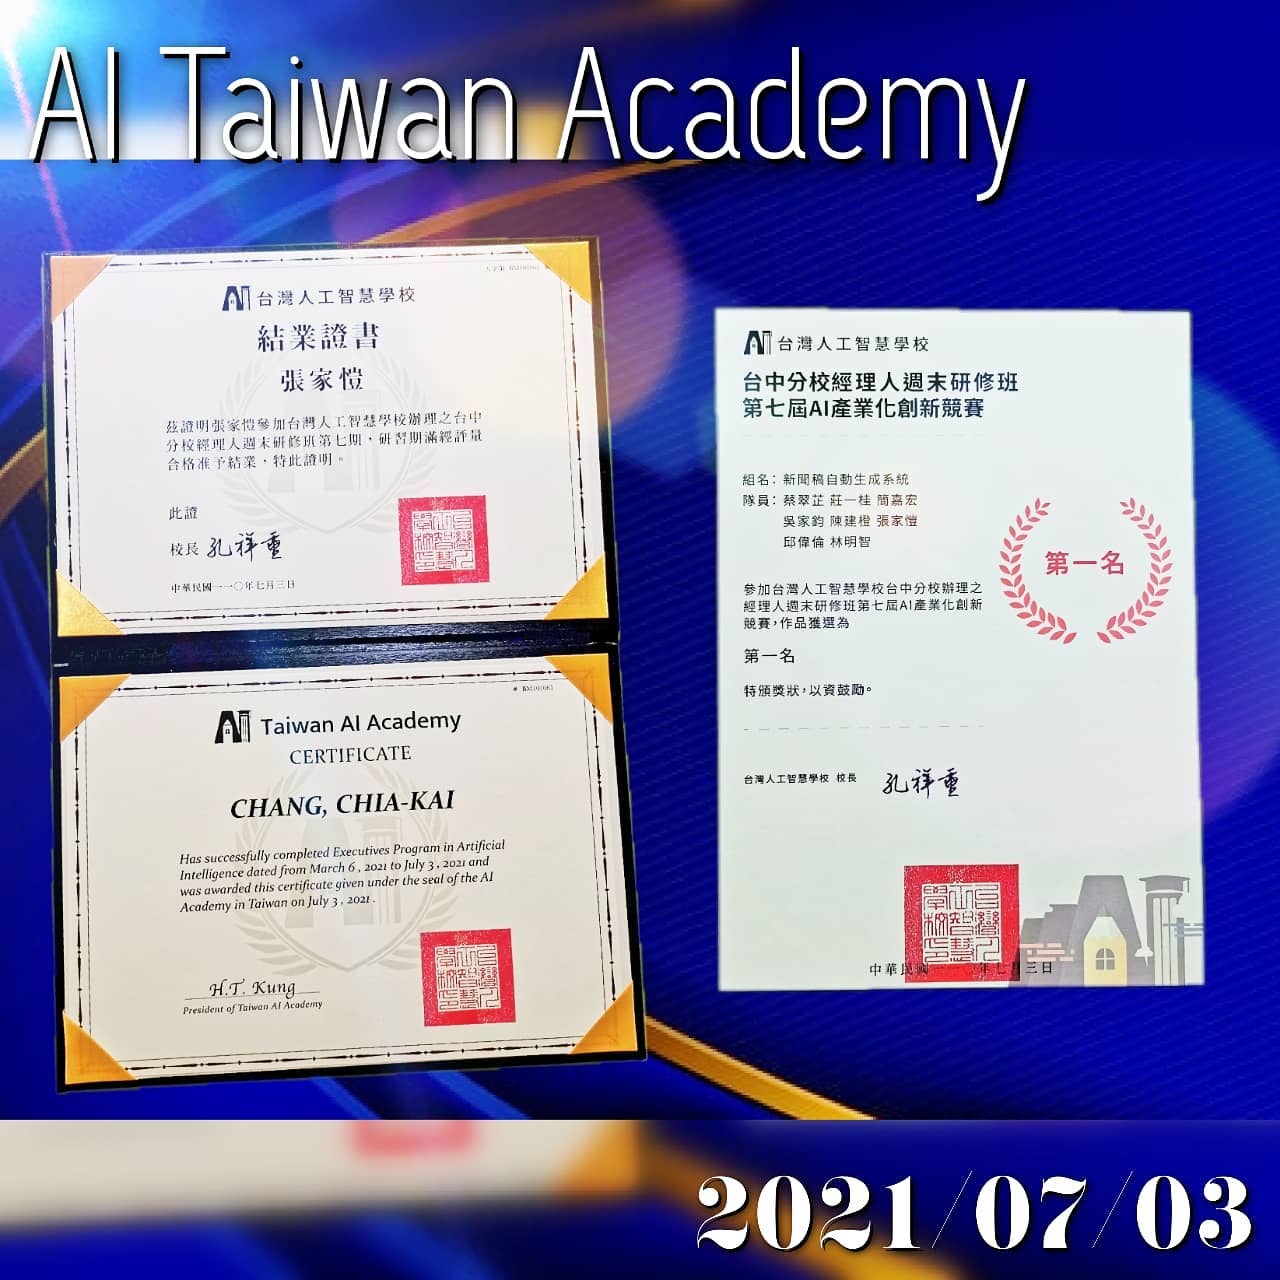 AI Taiwan Academy
台灣人工智慧學校
結業證書
張家愷
茲證明張家愷參加台灣人工智慧學校辦理之台中
分校經理人週末研修班第七期，研習期滿經評量
合格准予結業，特此證明。
此證
校長 孔祥重
中華民國一一〇年七月三日
Taiwan AI Academy
CERTIFICATE
CHANG, CHIA-KAI
Has successfully completed Executives Program in Artificial
Intelligence dated from March 6 , 2021 to July 3 , 2021 and
was awarded this certificate given under the seal of the AI
Academy in Taiwan on July 3 , 2021 .
H.T. Kung
President of Taiwan AI Academy
台灣人工智慧學校
台中分校經理人週末研修班
第七屆AI產業化創新競賽
組名：新聞稿自動生成系統
隊員：蔡翠芷 莊一桂 簡嘉宏
吳家鈞 陳建橙 張家愷
邱偉倫 林明智
第一名
參加台灣人工智慧學校台中分校辦理之
經理人週末研修班第七屆AI產業化創新
競賽，作品獲選為
第一名
特頒獎狀，以資鼓勵。
台灣人工智慧學校 校長 孔祥重
中華民國一一〇年七月三日
2021/07/03